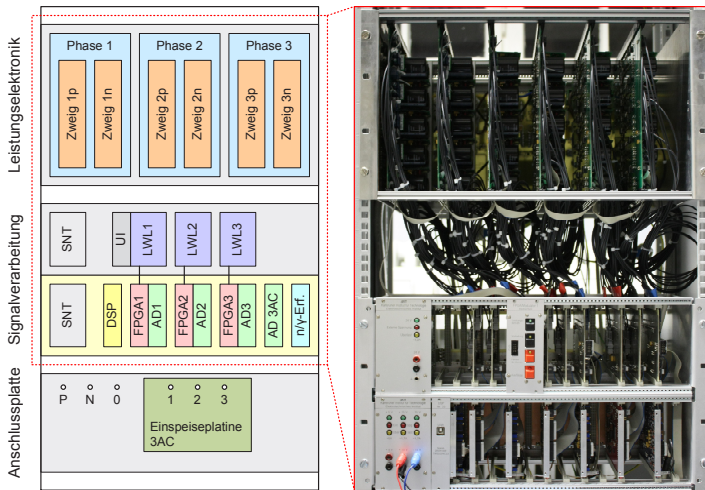 Leistungselektronik
Phase 1
Phase 2
Phase 3
Zweig 1p
Zweig 1n
Zweig 2p
Zweig 2n
Zweig 3p
Zweig 3n
Signalverarbeitung
SNT
UI
LWL1
LWL2
LWL3
SNT
DSP
FPGA1
AD1
FPGA2
AD2
FPGA3
AD3
AD 3AC
n/γ-Erf.
Anschlussplatte
P N 0
1 2 3
Einspeiseplatine
3AC